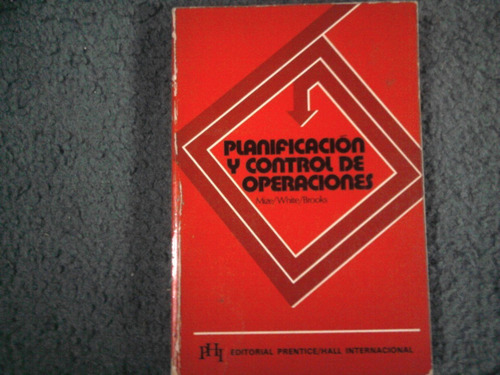 PLANIFICACIÓN
Y CONTROL DE
OPERACIONES
Mize/White/Brooks
PHI EDITORIAL PRENTICE/HALL INTERNACIONAL